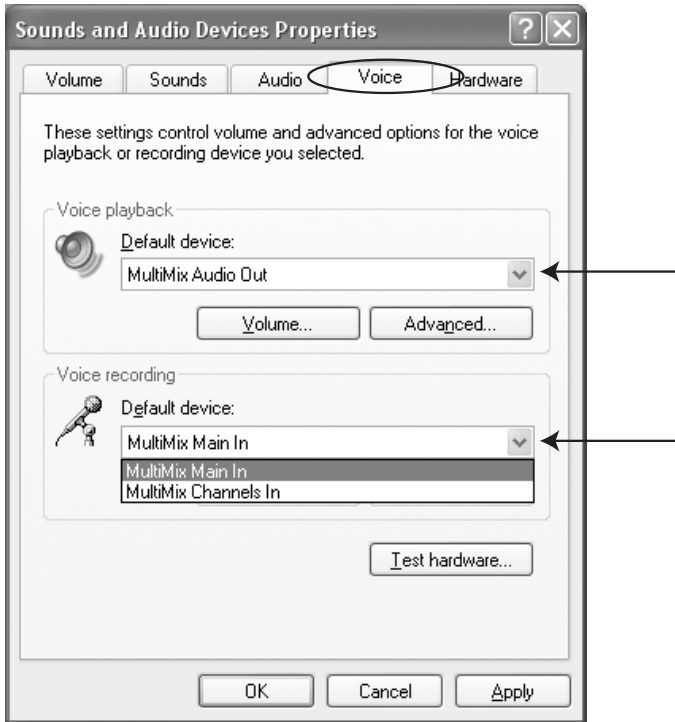 Sounds and Audio Devices Properties
Volume Sounds Audio Voice Hardware
These settings control volume and advanced options for the voice
playback or recording device you selected.
Voice playback
Default device:
MultiMix Audio Out
Volume... Advanced...
Voice recording
Default device:
MultiMix Main In
MultiMix Main In
MultiMix Channels In
Test hardware...
OK Cancel Apply